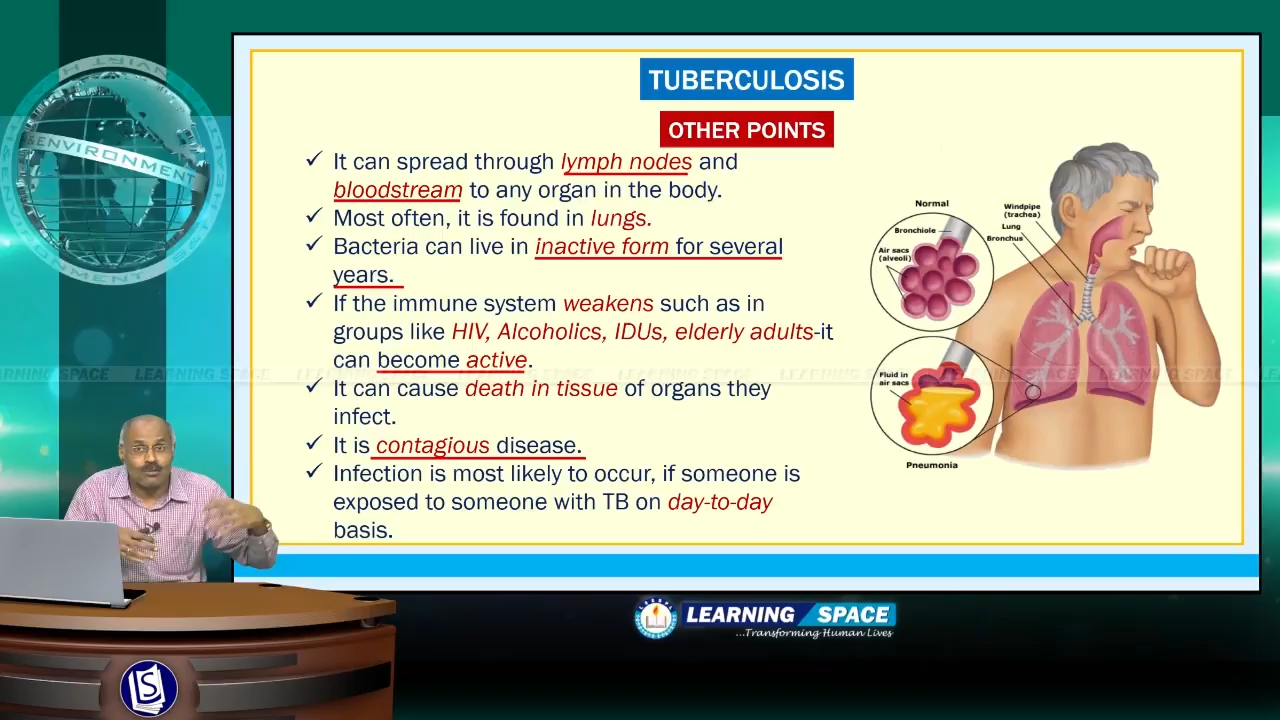 TUBERCULOSIS
OTHER POINTS
✓ It can spread through lymph nodes and
bloodstream to any organ in the body.
✓ Most often, it is found in lungs.
✓ Bacteria can live in inactive form for several
years.
✓ If the immune system weakens such as in
groups like HIV, Alcoholics, IDUs, elderly adults-it
can become active.
✓ It can cause death in tissue of organs they
infect.
✓ It is contagious disease.
✓ Infection is most likely to occur, if someone is
exposed to someone with TB on day-to-day
basis.
Normal
Bronchiole
Air sacs
(alveoli)
Windpipe
(trachea)
Lung
Bronchus
Fluid in
air sacs
Pneumonia
&ENVIRONMENT
LEARNING SPACE LEARNING SPACE
LEARNING SPACE
...Transforming Human Lives
LS